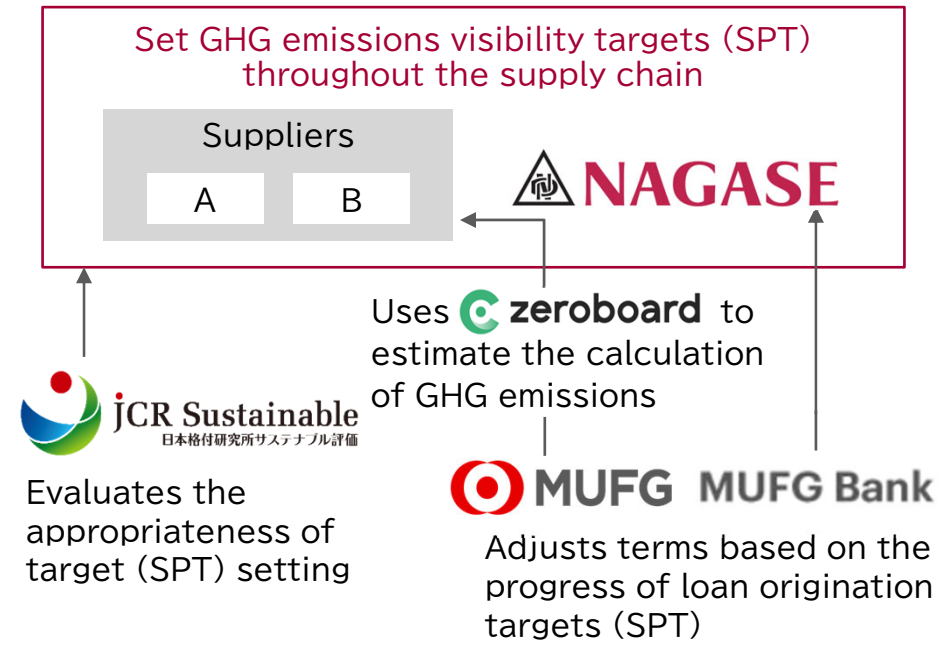 Set GHG emissions visibility targets (SPT)
throughout the supply chain
Suppliers
A
B
NAGASE
Uses zeroboard to
estimate the calculation
of GHG emissions
JCR Sustainable
日本格付研究所サステナブル評価
Evaluates the
appropriateness of
target (SPT) setting
MUFG MUFG Bank
Adjusts terms based on the
progress of loan origination
targets (SPT)